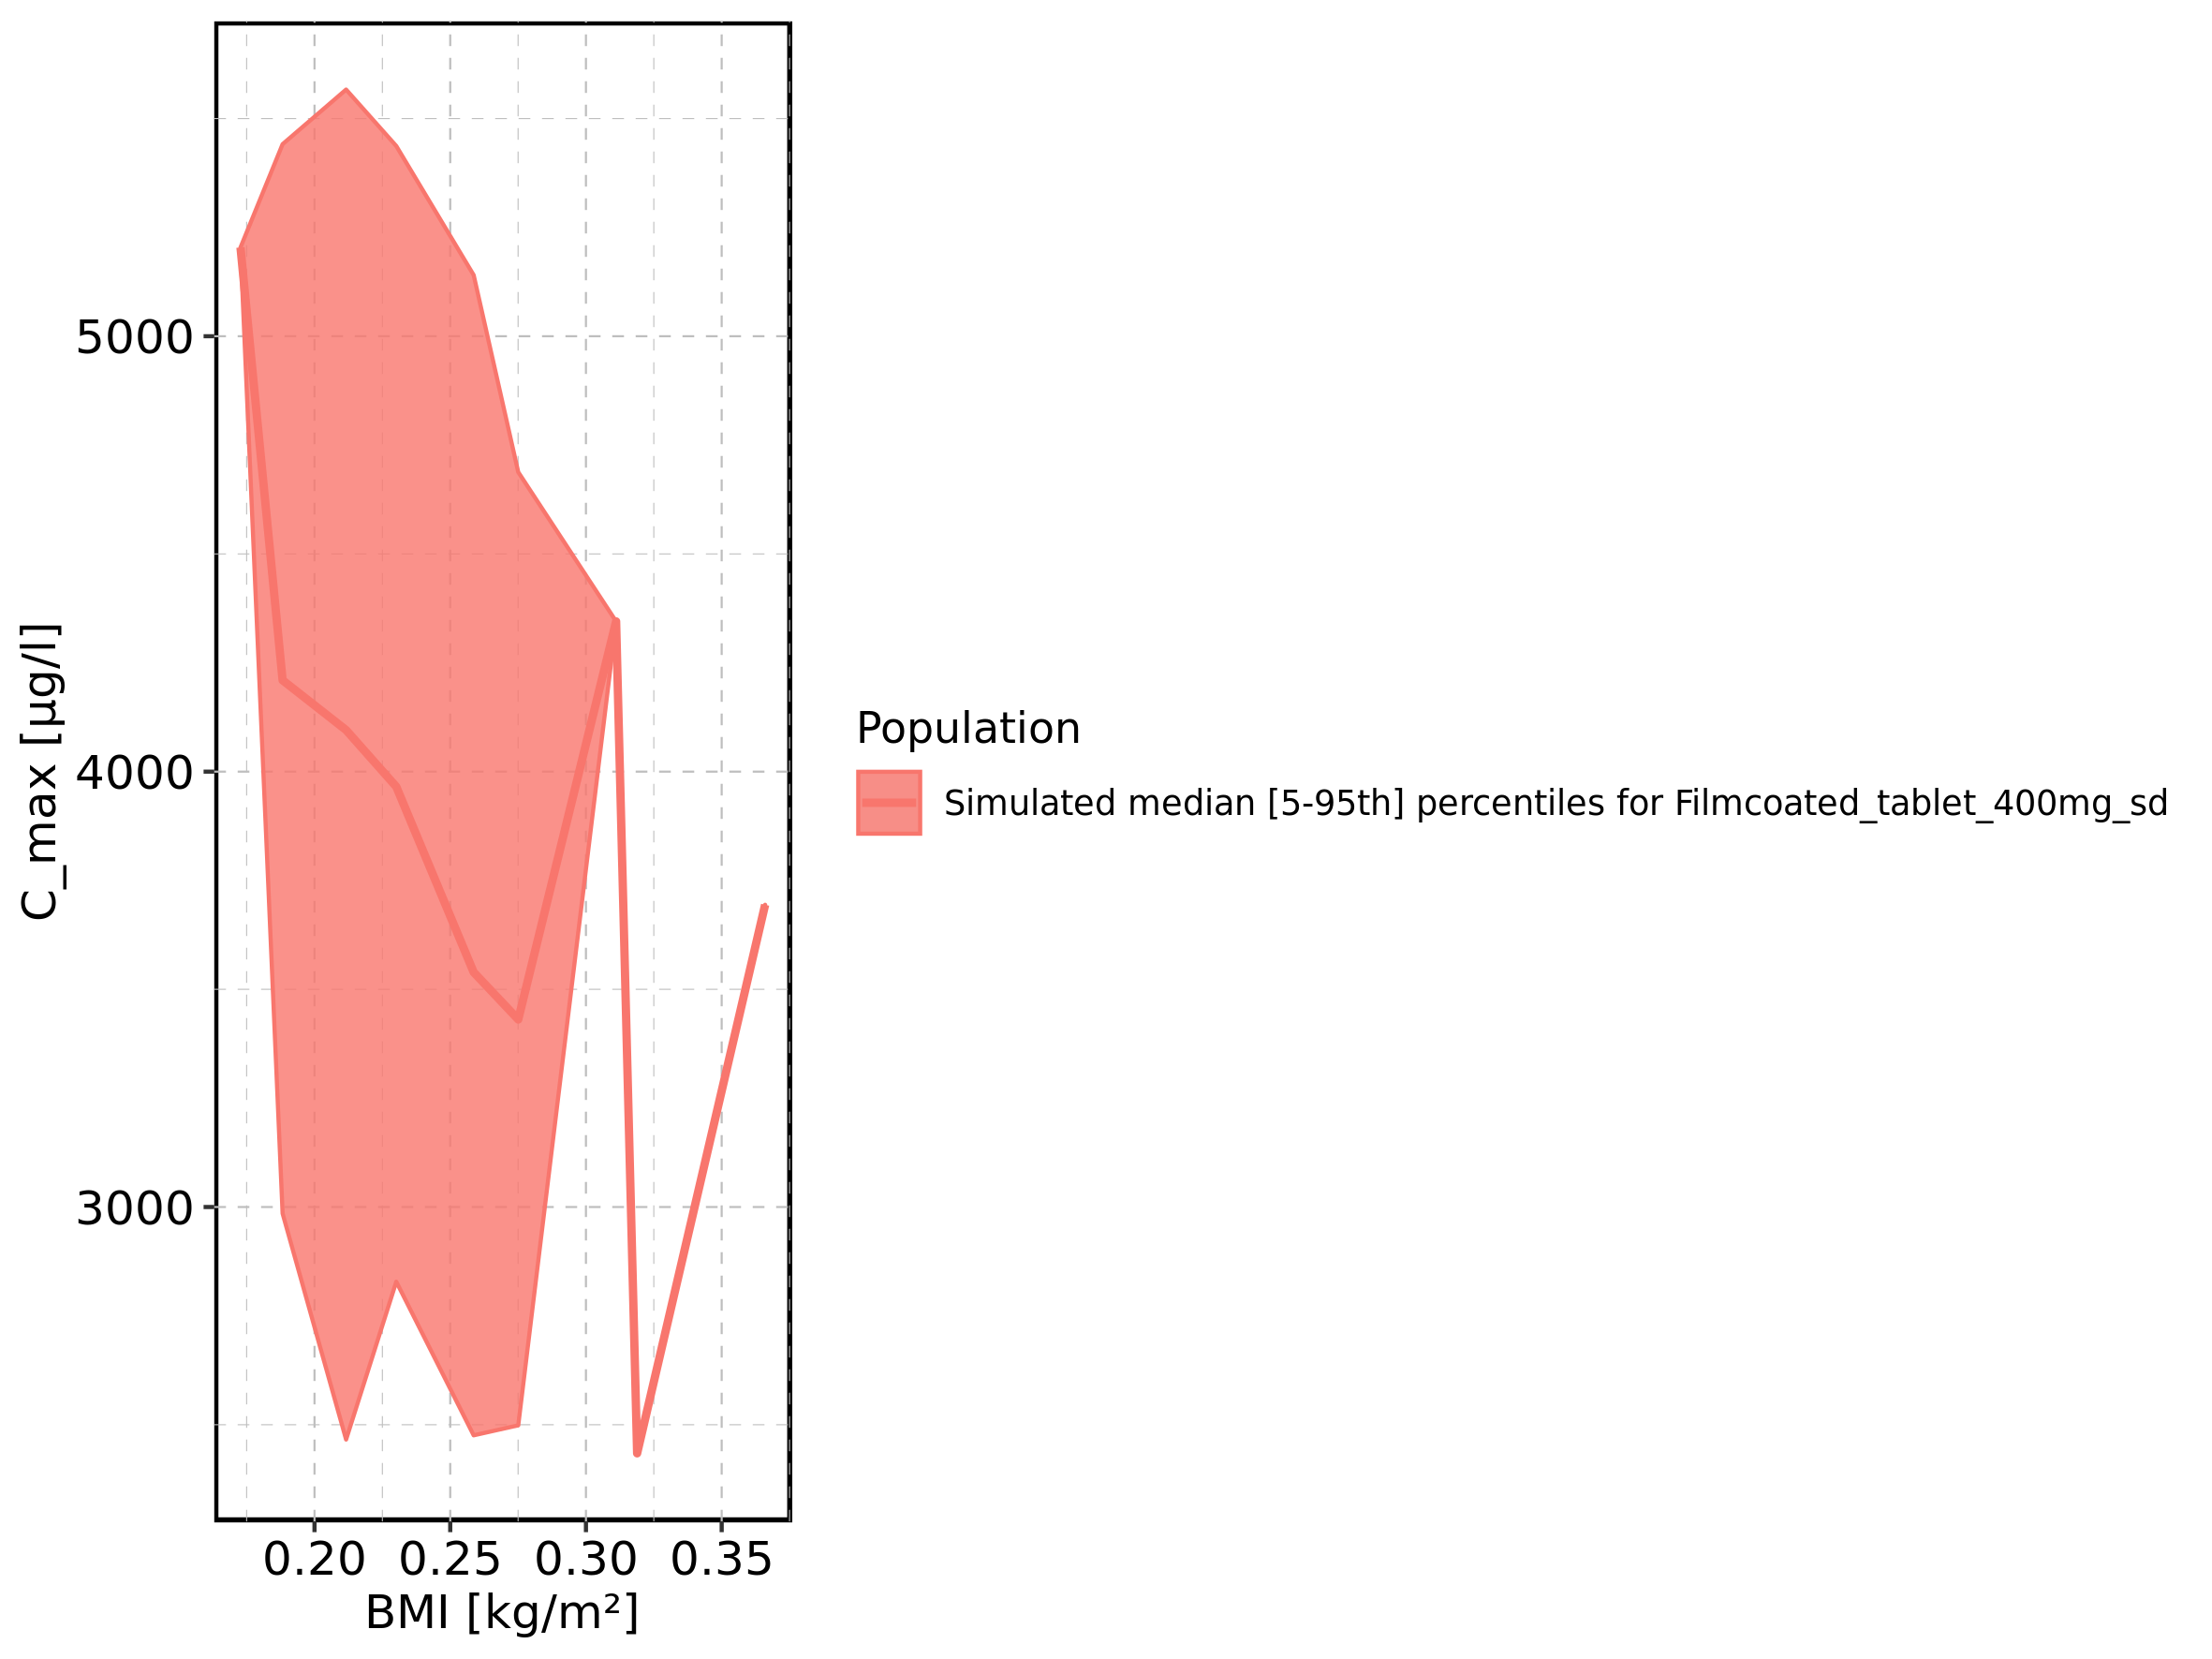 5000
4000
3000
C_max [µg/l]
0.20 0.25 0.30 0.35
BMI [kg/m²]
Population
Simulated median [5-95th] percentiles for Filmcoated_tablet_400mg_sd